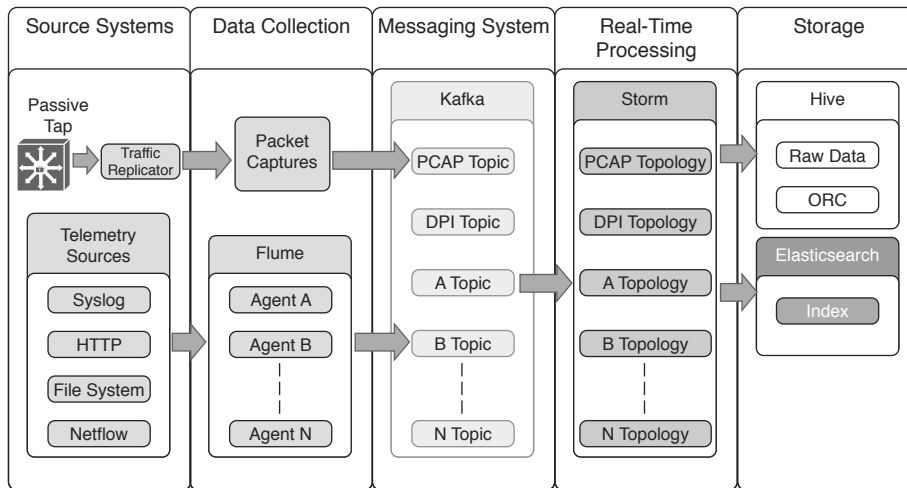 Source Systems
Data Collection
Messaging System
Real-Time
Processing
Storage
Passive
Tap
Traffic
Replicator
Telemetry
Sources
Syslog
HTTP
File System
Netflow
Packet
Captures
Flume
Agent A
Agent B
Agent N
Kafka
PCAP Topic
DPI Topic
A Topic
B Topic
N Topic
Storm
PCAP Topology
DPI Topology
A Topology
B Topology
N Topology
Hive
Raw Data
ORC
Elasticsearch
Index